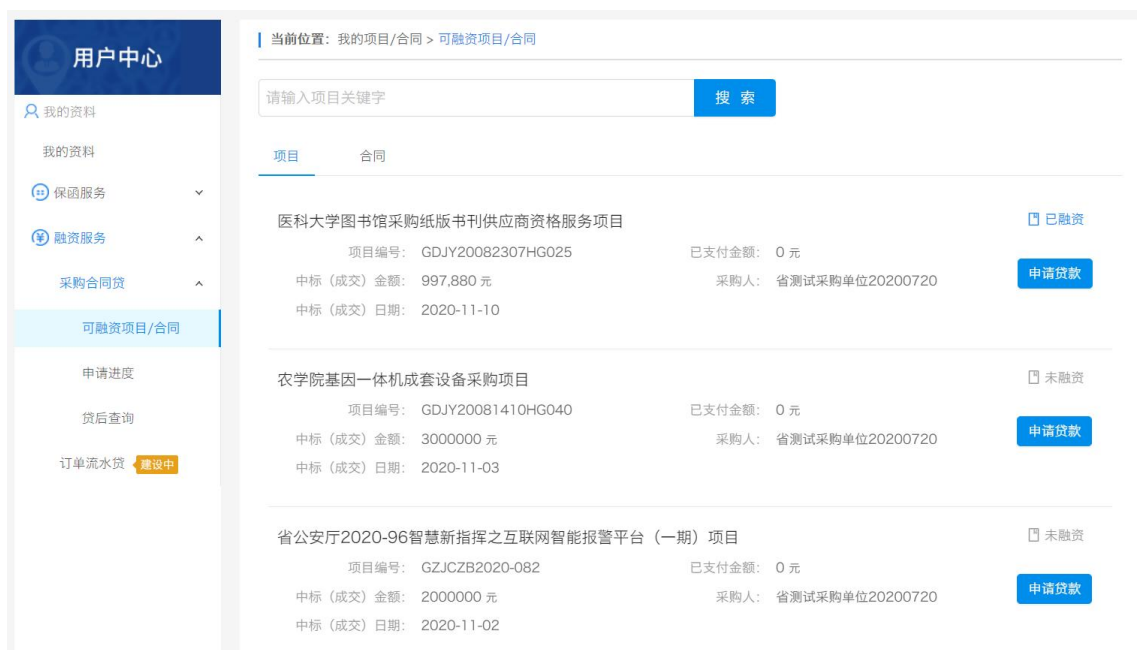 用户中心
我的资料
我的资料
保函服务
融资服务
采购合同贷
可融资项目/合同
申请进度
贷后查询
订单流水贷 建设中
当前位置：我的项目/合同 > 可融资项目/合同
请输入项目关键字 搜 索
项目 合同
医科大学图书馆采购纸版书刊供应商资格服务项目 已融资
项目编号： GDJY20082307HG025 已支付金额： 0 元
中标（成交）金额： 997,880 元 采购人： 省测试采购单位20200720 申请贷款
中标（成交）日期： 2020-11-10
农学院基因一体机成套设备采购项目 未融资
项目编号： GDJY20081410HG040 已支付金额： 0 元
中标（成交）金额： 3000000 元 采购人： 省测试采购单位20200720 申请贷款
中标（成交）日期： 2020-11-03
省公安厅2020-96智慧新指挥之互联网智能报警平台（一期）项目 未融资
项目编号： GZJCZB2020-082 已支付金额： 0 元
中标（成交）金额： 2000000 元 采购人： 省测试采购单位20200720 申请贷款
中标（成交）日期： 2020-11-02